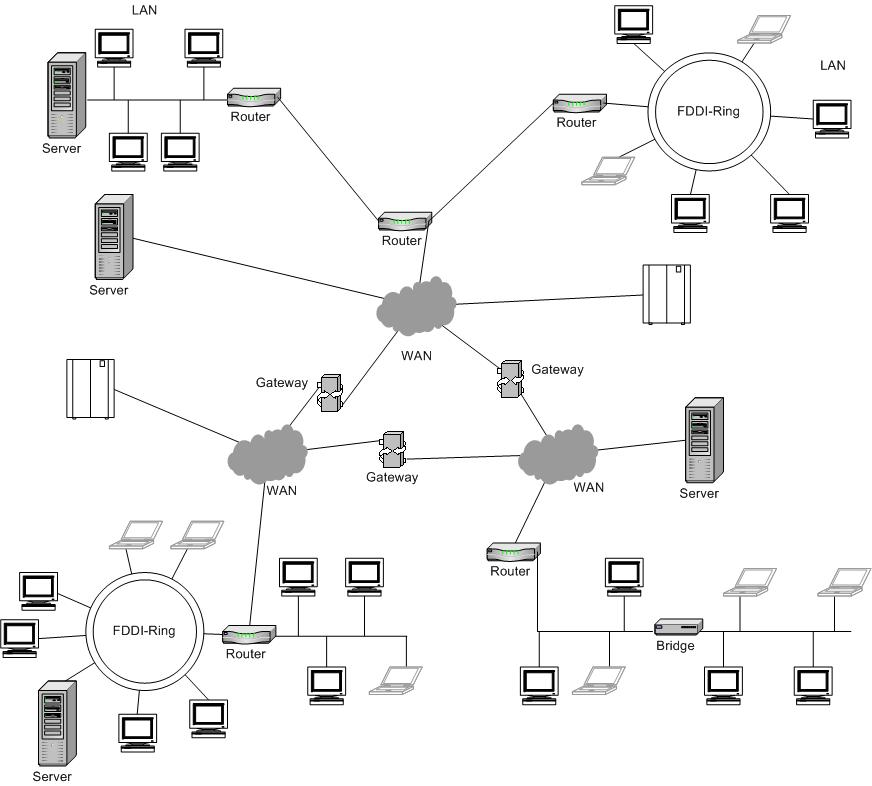 LAN
LAN
Router
Router
FDDI-Ring
Server
Router
Server
WAN
Gateway
Gateway
Gateway
WAN
WAN
Server
Router
FDDI-Ring
Router
Bridge
Server